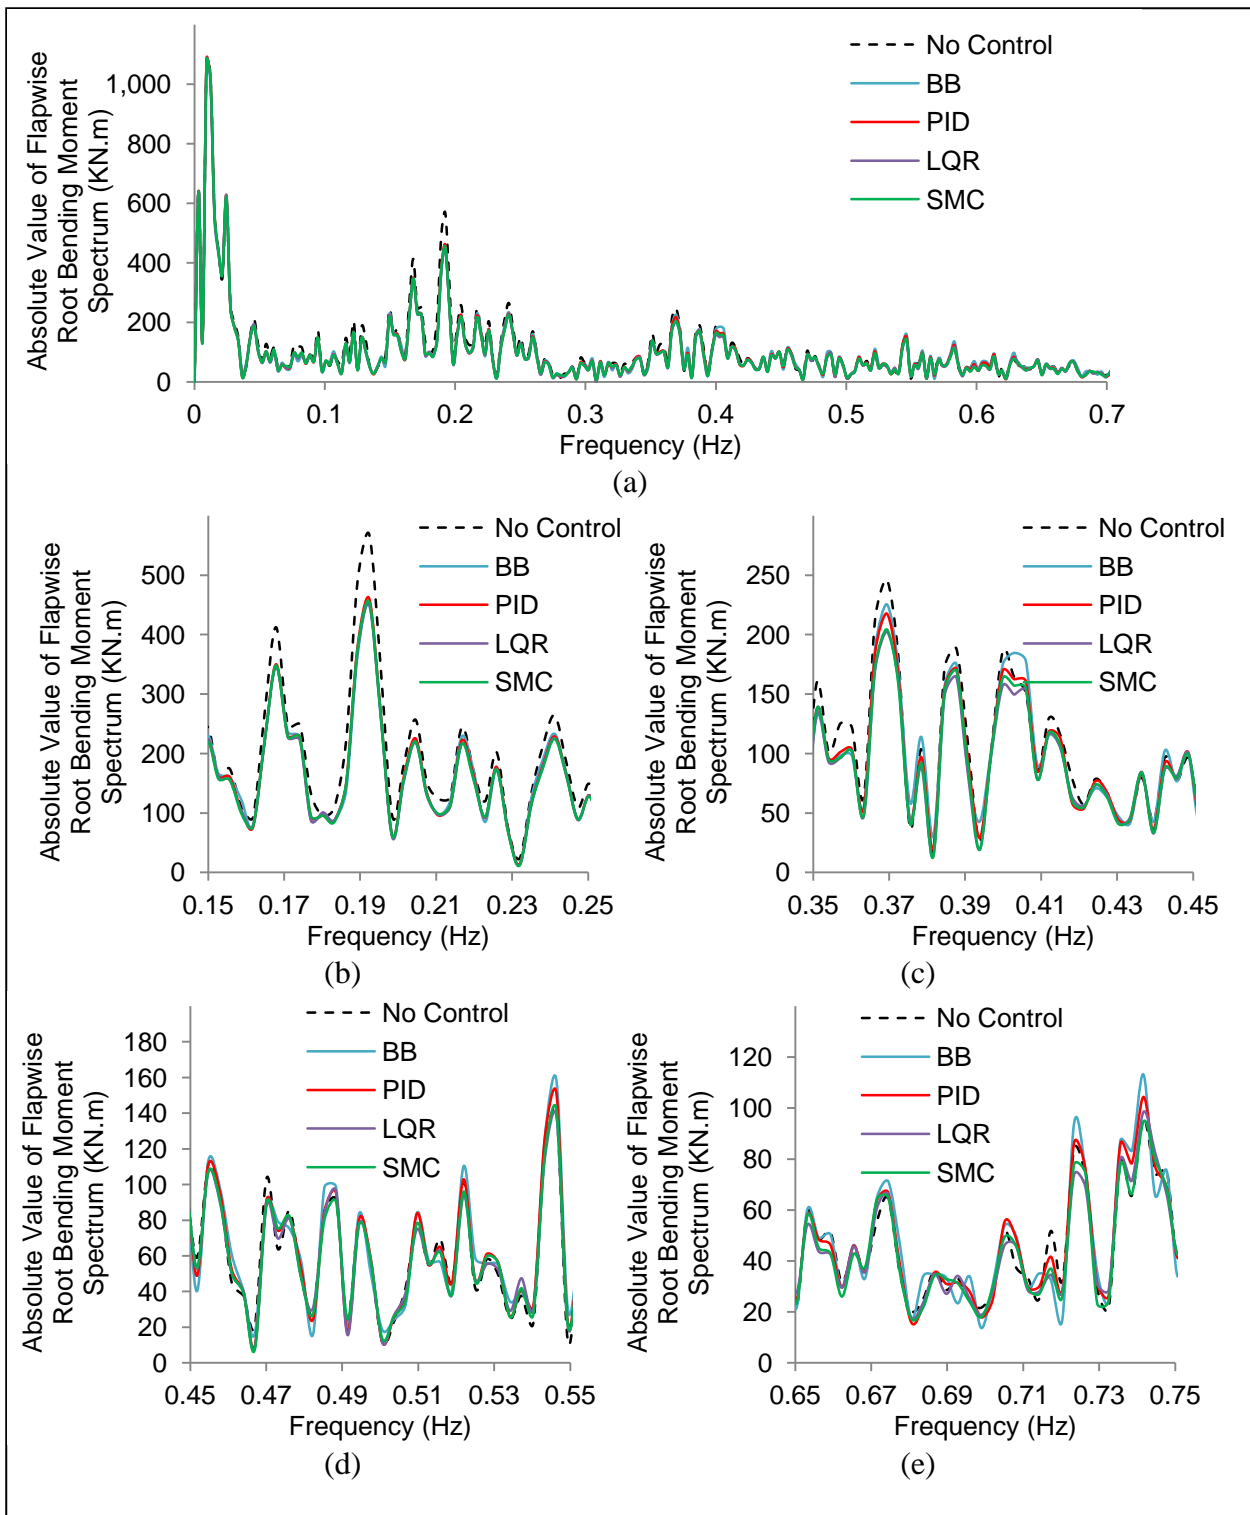 Absolute Value of Flapwise
Root Bending Moment
Spectrum (KN.m)
1,000
800
600
400
200
0
0 0.1 0.2 0.3 0.4 0.5 0.6 0.7
Frequency (Hz)
No Control
BB
PID
LQR
SMC
(a)
Absolute Value of Flapwise
Root Bending Moment
Spectrum (KN.m)
500
400
300
200
100
0
0.15 0.17 0.19 0.21 0.23 0.25
Frequency (Hz)
No Control
BB
PID
LQR
SMC
(b)
Absolute Value of Flapwise
Root Bending Moment
Spectrum (KN.m)
250
200
150
100
50
0
0.35 0.37 0.39 0.41 0.43 0.45
Frequency (Hz)
No Control
BB
PID
LQR
SMC
(c)
Absolute Value of Flapwise
Root Bending Moment
Spectrum (KN.m)
180
160
140
120
100
80
60
40
20
0
0.45 0.47 0.49 0.51 0.53 0.55
Frequency (Hz)
No Control
BB
PID
LQR
SMC
(d)
Absolute Value of Flapwise
Root Bending Moment
Spectrum (KN.m)
120
100
80
60
40
20
0
0.65 0.67 0.69 0.71 0.73 0.75
Frequency (Hz)
No Control
BB
PID
LQR
SMC
(e)